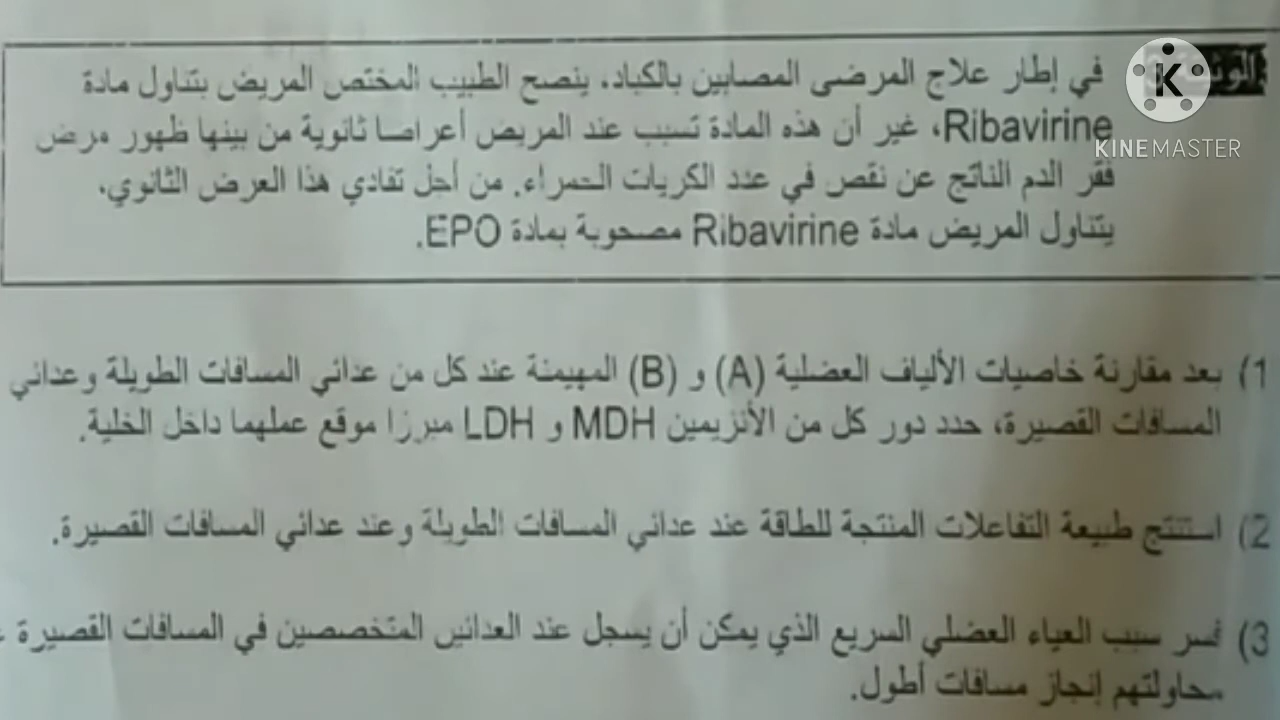 في إطار علاج المرضى المصابين بالكباد، ينصح الطبيب المختص المريض بتناول مادة
Ribavirine، غير أن هذه المادة تسبب عند المريض أعراضا ثانوية من بينها ظهور مرض
فقر الدم الناتج عن نقص في عدد الكريات الحمراء. من أجل تفادي هذا العرض الثانوي،
يتناول المريض مادة Ribavirine مصحوبة بمادة EPO.
K
KINEMASTER
1) بعد مقارنة خاصيات الألياف العضلية (A) و (B) المهيمنة عند كل من عدائي المسافات الطويلة وعدائي
المسافات القصيرة، حدد دور كل من الأنزيمين MDH و LDH مبرزا موقع عملهما داخل الخلية.
2) استنتج طبيعة التفاعلات المنتجة للطاقة عند عدائي المسافات الطويلة وعند عدائي المسافات القصيرة.
3) فسر سبب العياء العضلي السريع الذي يمكن أن يسجل عند العدائين المتخصصين في المسافات القصيرة
محاولتهم إنجاز مسافات أطول.